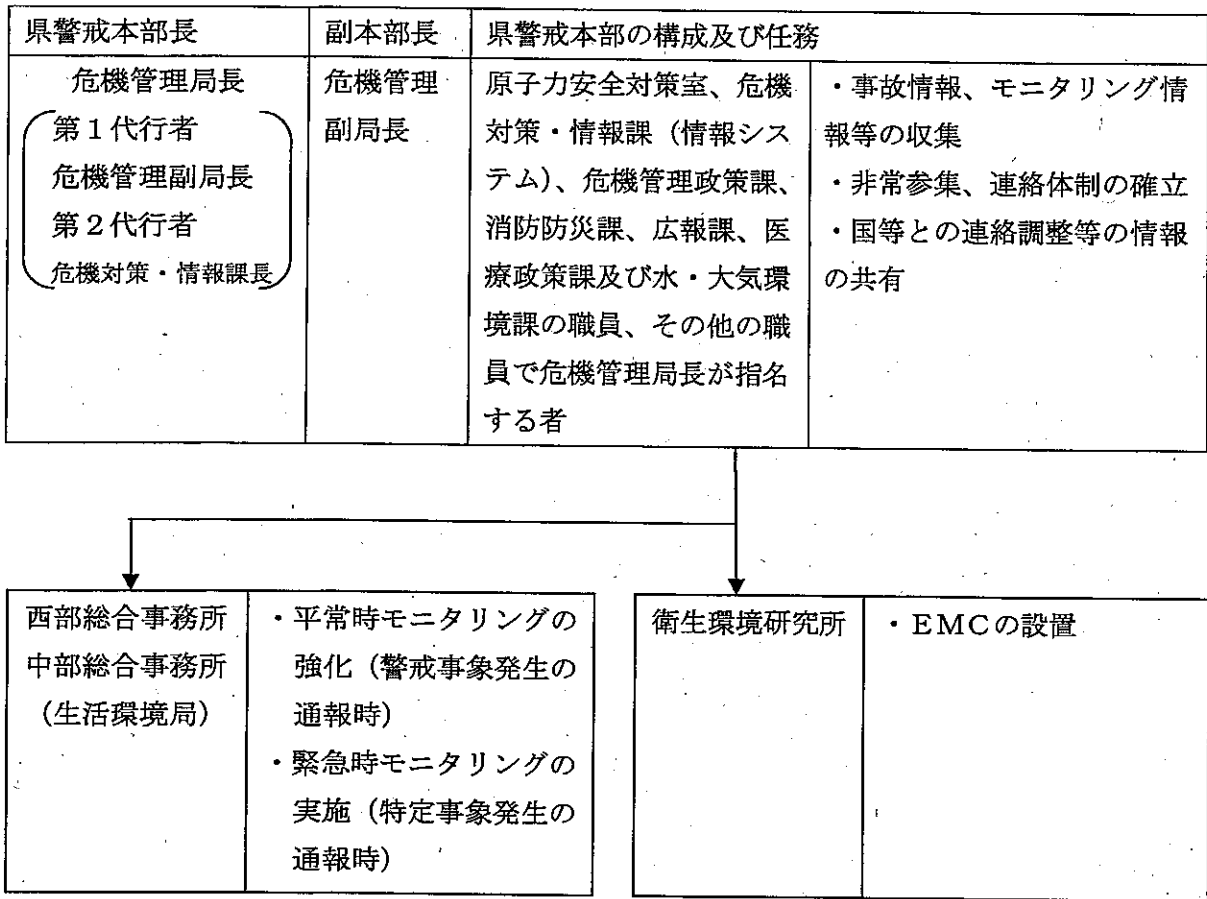 県警戒本部長
副本部長
県警戒本部の構成及び任務
危機管理局長
第1代行者
危機管理副局長
第2代行者
危機対策・情報課長
危機管理
副局長
原子力安全対策室、危機
対策・情報課（情報シス
テム）、危機管理政策課、
消防防災課、広報課、医
療政策課及び水・大気環
境課の職員、その他の職
員で危機管理局長が指名
する者
・事故情報、モニタリング情
報等の収集
・非常参集、連絡体制の確立
・国等との連絡調整等の情報
の共有
西部総合事務所
中部総合事務所
（生活環境局）
・平常時モニタリングの
強化（警戒事象発生の
通報時）
・緊急時モニタリングの
実施（特定事象発生の
通報時）
衛生環境研究所
・EMCの設置